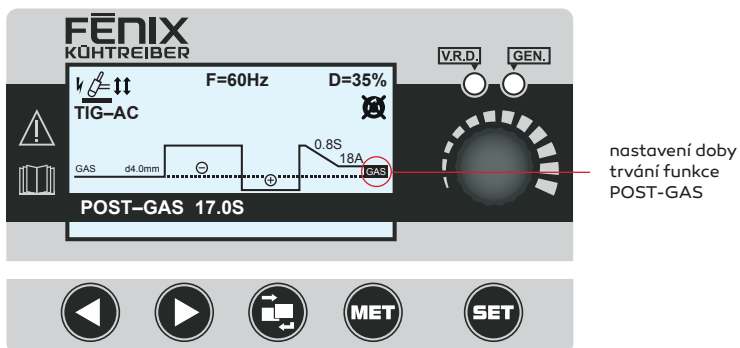 FĒNIX
KÜHTREIBER
V.R.D.
GEN.
F=60Hz
D=35%
TIG–AC
0.8S
18A
GAS
d4.0mm
GAS
POST–GAS 17.0S
nastavení doby
trvání funkce
POST-GAS
MET
SET